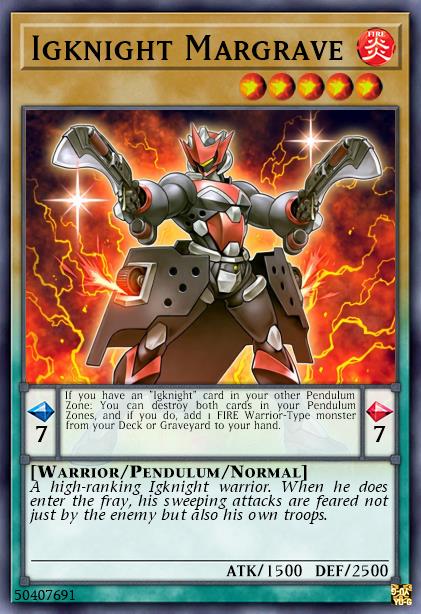 Igknight Margrave
FIRE
炎
If you have an "Igknight" card in your other Pendulum
Zone: You can destroy both cards in your Pendulum
Zones, and if you do, add 1 FIRE Warrior-Type monster
from your Deck or Graveyard to your hand.
7
7
[Warrior/Pendulum/Normal]
A high-ranking Igknight warrior. When he does
enter the fray, his sweeping attacks are feared not
just by the enemy but also his own troops.
ATK/1500 DEF/2500
50407691